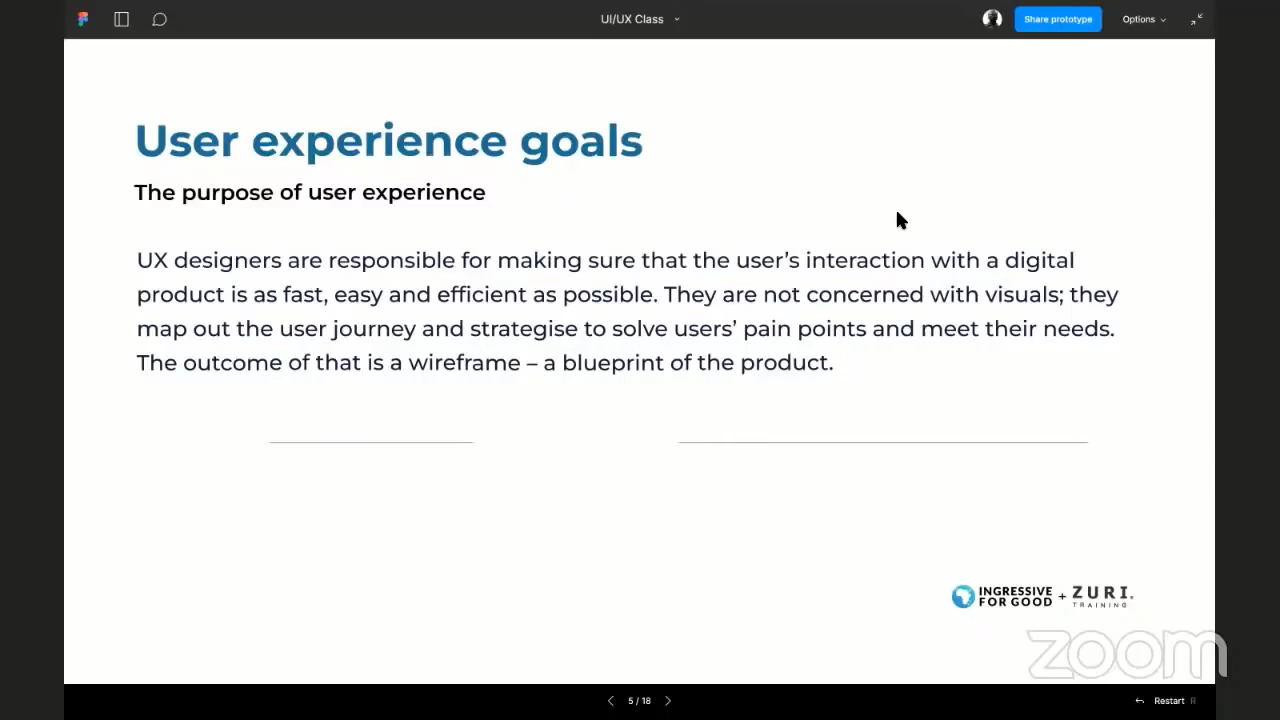 UI/UX Class
Share prototype
Options
User experience goals
The purpose of user experience
UX designers are responsible for making sure that the user’s interaction with a digital
product is as fast, easy and efficient as possible. They are not concerned with visuals; they
map out the user journey and strategise to solve users’ pain points and meet their needs.
The outcome of that is a wireframe – a blueprint of the product.
INGRESSIVE
FOR GOOD
+
ZURI.
TRAINING
zoom
5 / 18
Restart R